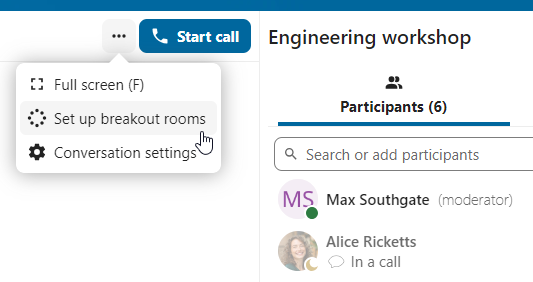 Start call
Full screen (F)
Set up breakout rooms
Conversation settings
Engineering workshop
Participants (6)
Search or add participants
MS Max Southgate (moderator)
Alice Ricketts
In a call